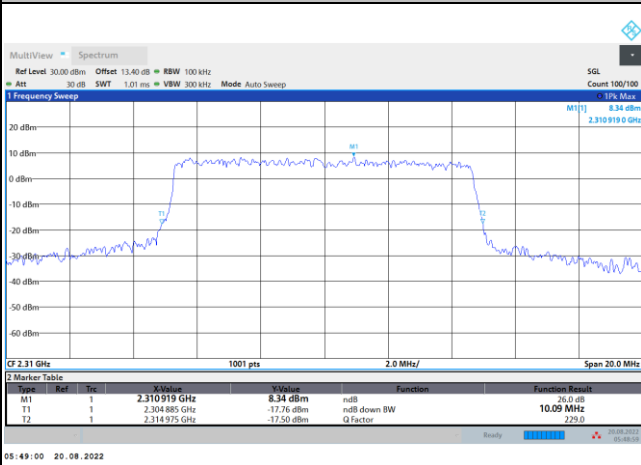 MultiView Spectrum
Ref Level 30.00 dBm Offset 13.40 dB RBW 100 kHz SGL
Att 30 dB SWT 1.01 ms VBW 300 kHz Mode Auto Sweep Count 100/100
1 Frequency Sweep 1Pk Max
M1[1] 8.34 dBm
2.310 919 0 GHz
20 dBm
M1
10 dBm
0 dBm
-10 dBm
T1 T2
-20 dBm
-30 dBm
-40 dBm
-50 dBm
-60 dBm
CF 2.31 GHz 1001 pts 2.0 MHz/ Span 20.0 MHz
2 Marker Table
Type Ref Trc X-Value Y-Value Function Function Result
M1 1 2.310 919 GHz 8.34 dBm ndB 26.0 dB
T1 1 2.304 885 GHz -17.76 dBm ndB down BW 10.09 MHz
T2 1 2.314 975 GHz -17.50 dBm Q Factor 229.0
Ready 20.08.2022
05:48:59
05:49:00 20.08.2022